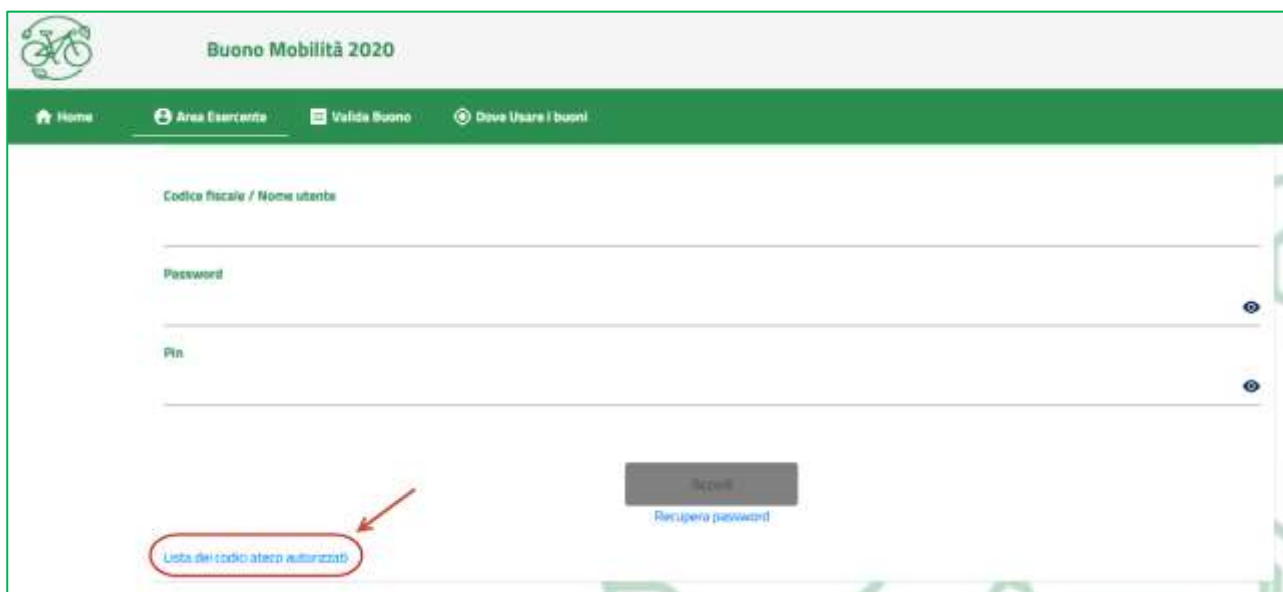 Buono Mobilità 2020
Home Area Esercente Valida Buono Dove Usare i buoni
Codice fiscale / Nome utente
Password
Pin
Accedi
Recupera password
Lista dei codici ateco autorizzati